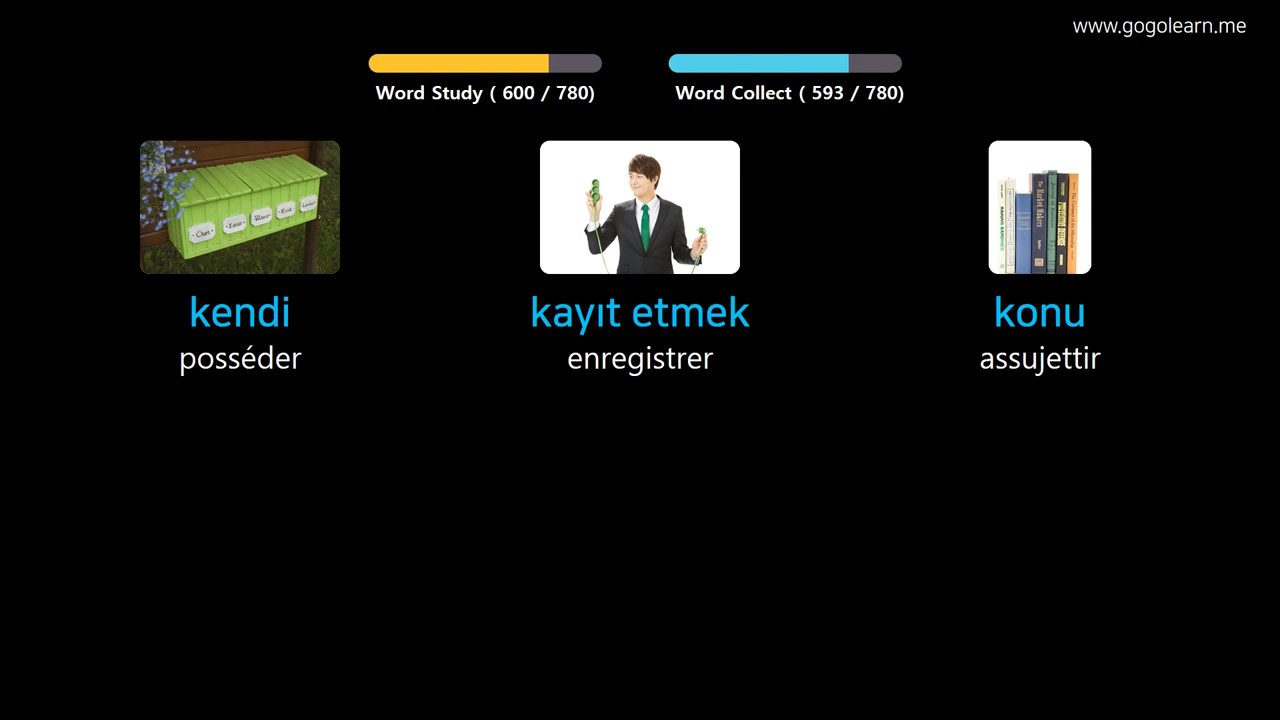 www.gogolearn.me
Word Study ( 600 / 780)
Word Collect ( 593 / 780)
kendi
posséder
kayıt etmek
enregistrer
konu
assujettir